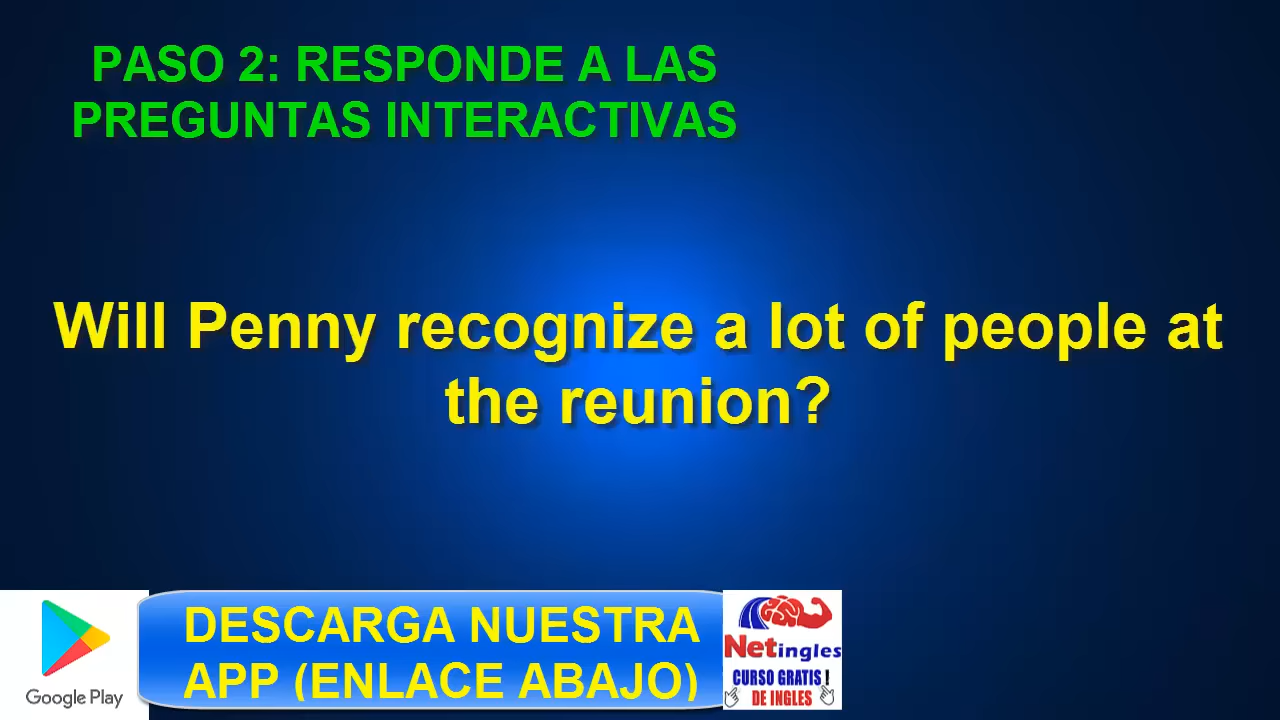 PASO 2: RESPONDE A LAS
PREGUNTAS INTERACTIVAS
Will Penny recognize a lot of people at
the reunion?
Google Play
DESCARGA NUESTRA
APP (ENLACE ABAJO)
Netingles
CURSO GRATIS !
DE INGLES